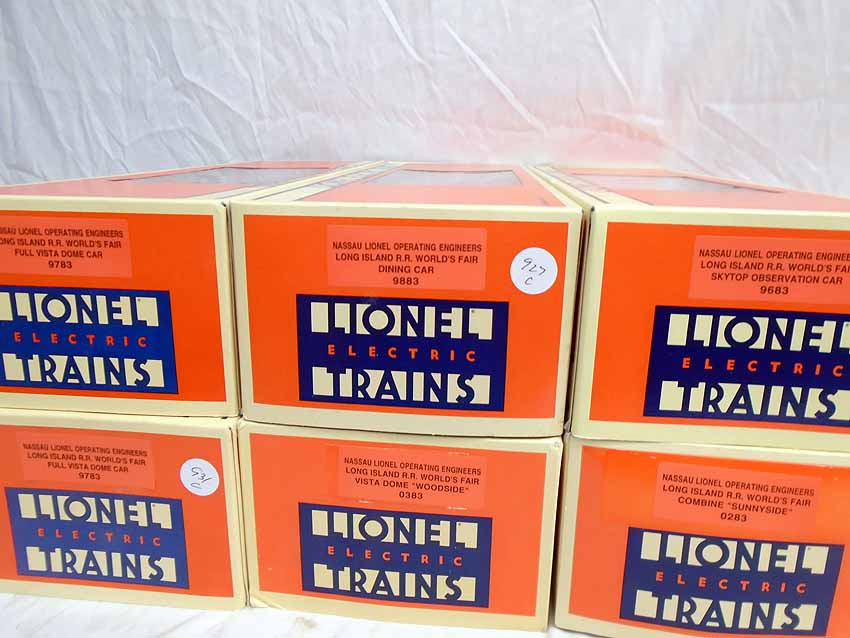 NASSAU LIONEL OPERATING ENGINEERS
LONG ISLAND R.R. WORLD'S FAIR
FULL VISTA DOME CAR
9783
LIONEL
ELECTRIC
TRAINS
NASSAU LIONEL OPERATING ENGINEERS
LONG ISLAND R.R. WORLD'S FAIR
DINING CAR
9883
927
C
LIONEL
ELECTRIC
TRAINS
NASSAU LIONEL OPERATING ENGINEERS
LONG ISLAND R.R. WORLD'S FAIR
SKYTOP OBSERVATION CAR
9683
LIONEL
ELECTRIC
TRAINS
NASSAU LIONEL OPERATING ENGINEERS
LONG ISLAND R.R. WORLD'S FAIR
FULL VISTA DOME CAR
9783
931
C
LIONEL
ELECTRIC
TRAINS
NASSAU LIONEL OPERATING ENGINEERS
LONG ISLAND R.R. WORLD'S FAIR
VISTA DOME "WOODSIDE"
0383
LIONEL
ELECTRIC
TRAINS
NASSAU LIONEL OPERATING ENGINEERS
LONG ISLAND R.R. WORLD'S FAIR
COMBINE "SUNNYSIDE"
0283
LIONEL
ELECTRIC
TRAINS